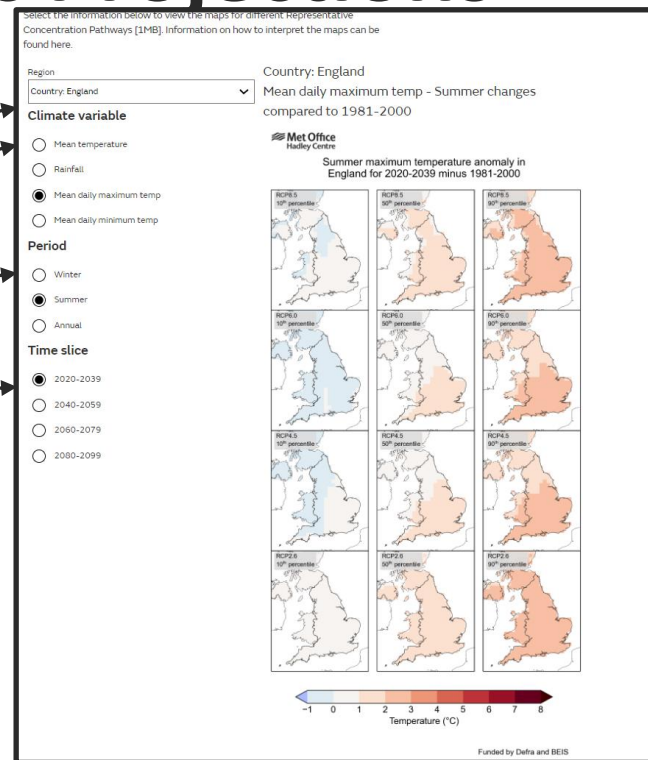 Select the information below to view the maps for different Representative
Concentration Pathways [1MB]. Information on how to interpret the maps can be
found here.
Region
Country: England
Climate variable
Mean temperature
Rainfall
Mean daily maximum temp
Mean daily minimum temp
Period
Winter
Summer
Annual
Time slice
2020-2039
2040-2059
2060-2079
2080-2099
Country: England
Mean daily maximum temp - Summer changes
compared to 1981-2000
Met Office
Hadley Centre
Summer maximum temperature anomaly in
England for 2020-2039 minus 1981-2000
RCP8.5
10th percentile
RCP8.5
50th percentile
RCP8.5
90th percentile
RCP6.0
10th percentile
RCP6.0
50th percentile
RCP6.0
90th percentile
RCP4.5
10th percentile
RCP4.5
50th percentile
RCP4.5
90th percentile
RCP2.6
10th percentile
RCP2.6
50th percentile
RCP2.6
90th percentile
−1 0 1 2 3 4 5 6 7 8
Temperature (°C)
Funded by Defra and BEIS